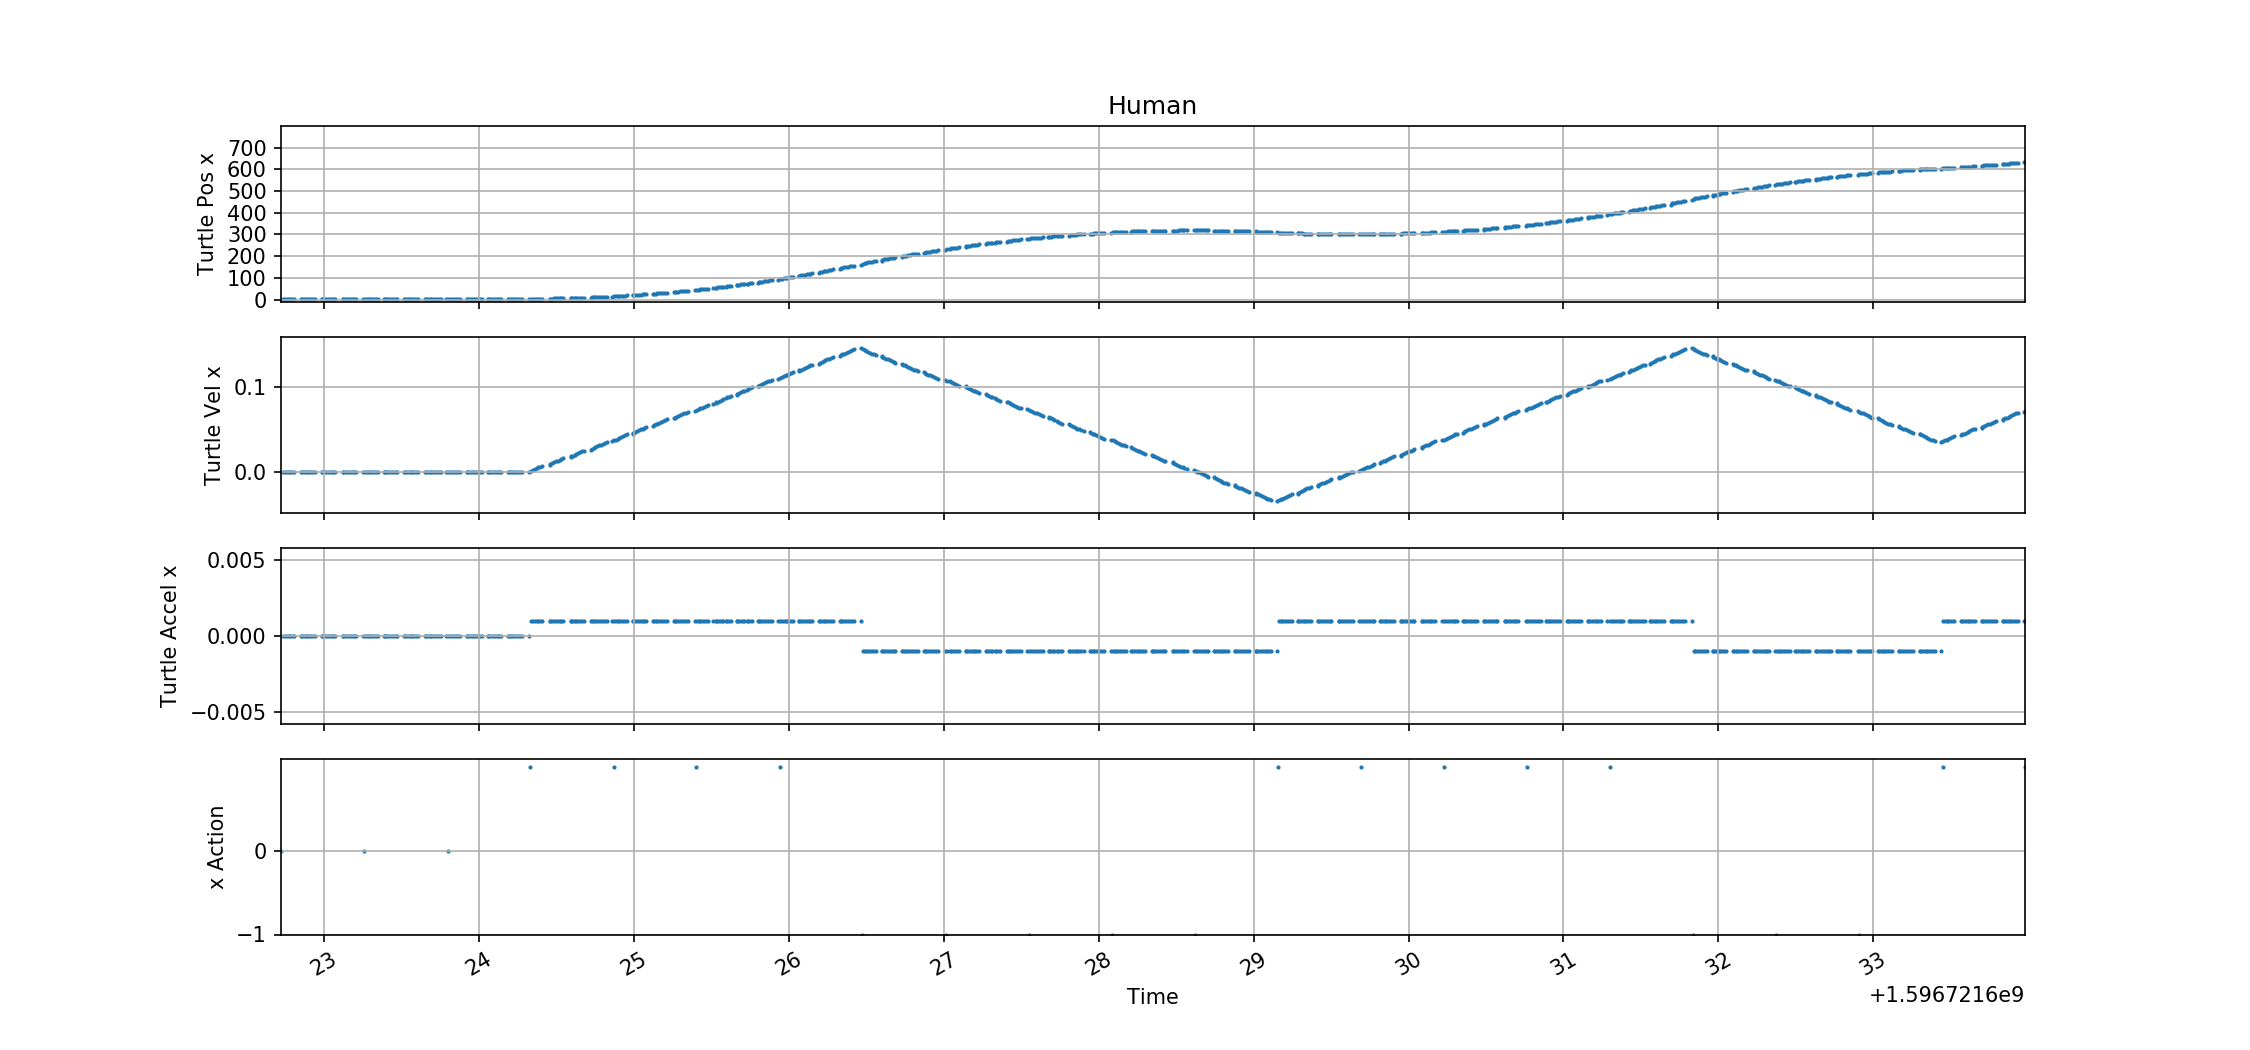 Human
Turtle Pos x
700
600
500
400
300
200
100
0
Turtle Vel x
0.1
0.0
Turtle Accel x
0.005
0.000
−0.005
x Action
0
−1
23 24 25 26 27 28 29 30 31 32 33
Time
+1.5967216e9